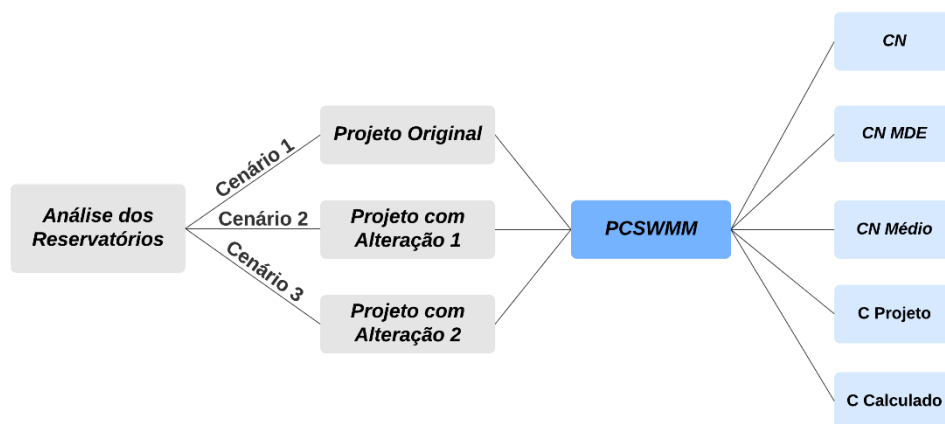 Análise dos
Reservatórios
Cenário 1
Cenário 2
Cenário 3
Projeto Original
Projeto com
Alteração 1
Projeto com
Alteração 2
PCSWMM
CN
CN MDE
CN Médio
C Projeto
C Calculado